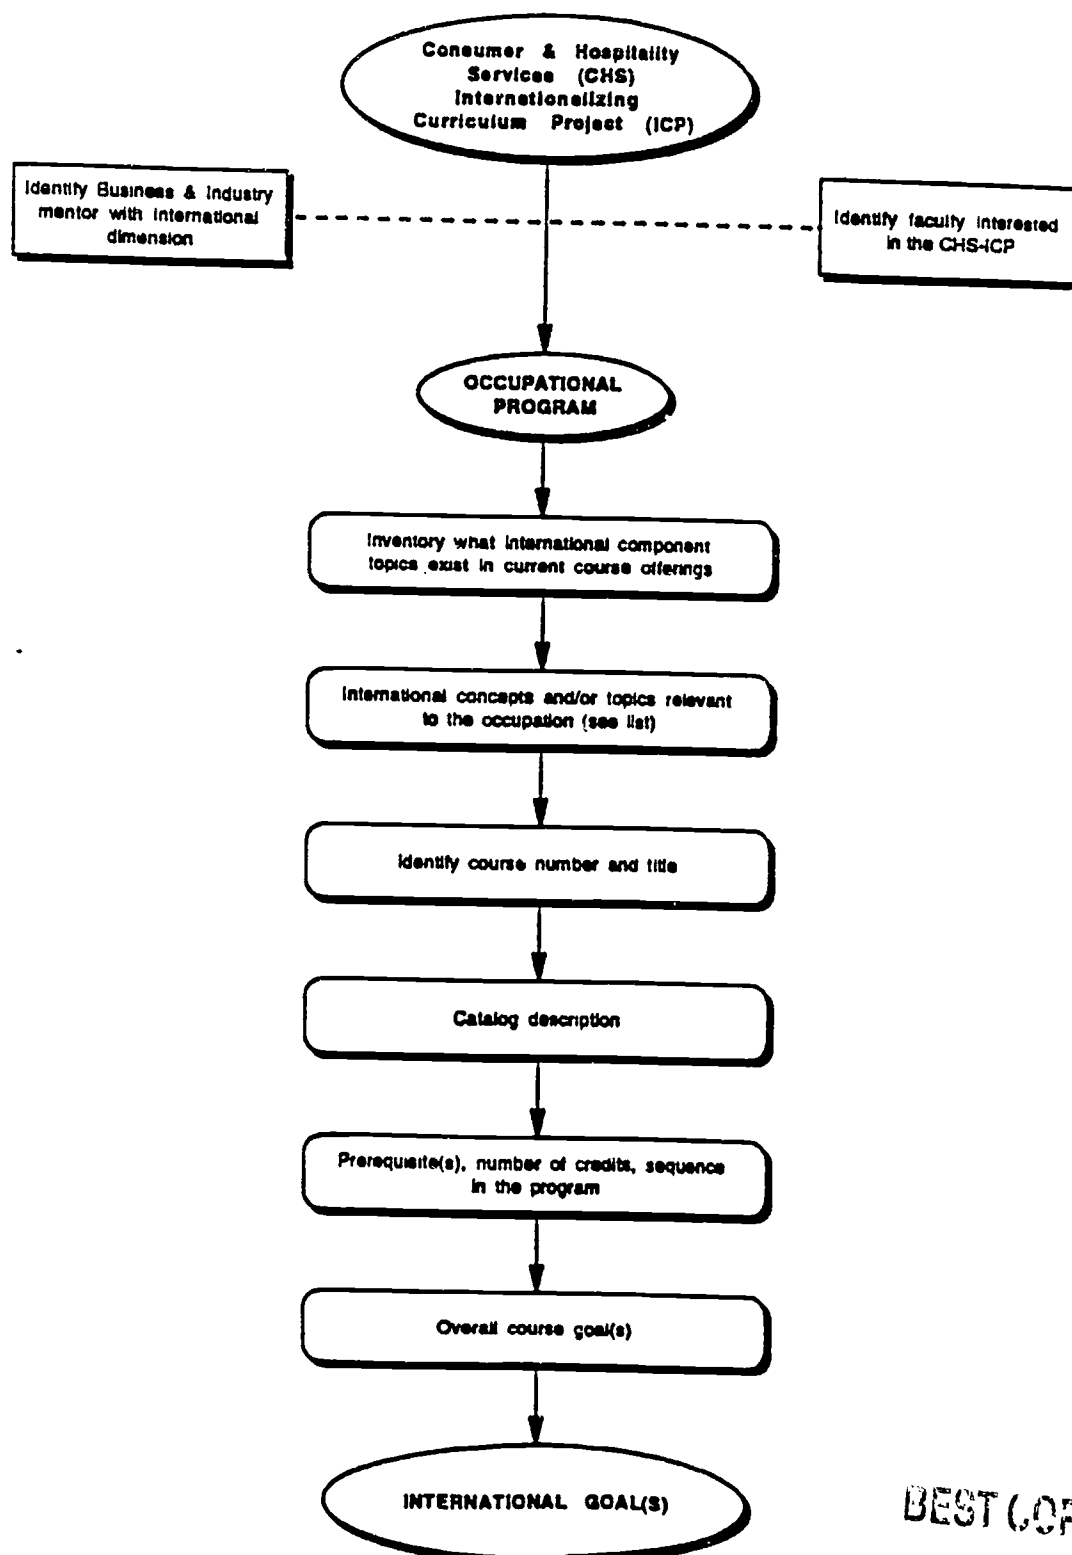 Consumer & Hospitality
Services (CHS)
Internationalizing
Curriculum Project (ICP)
Identify Business & Industry
mentor with international
dimension
Identify faculty interested
in the CHS-ICP
OCCUPATIONAL
PROGRAM
Inventory what international component
topics exist in current course offerings
International concepts and/or topics relevant
to the occupation (see list)
Identify course number and title
Catalog description
Prerequisite(s), number of credits, sequence
in the program
Overall course goal(s)
INTERNATIONAL GOAL(S)
BEST